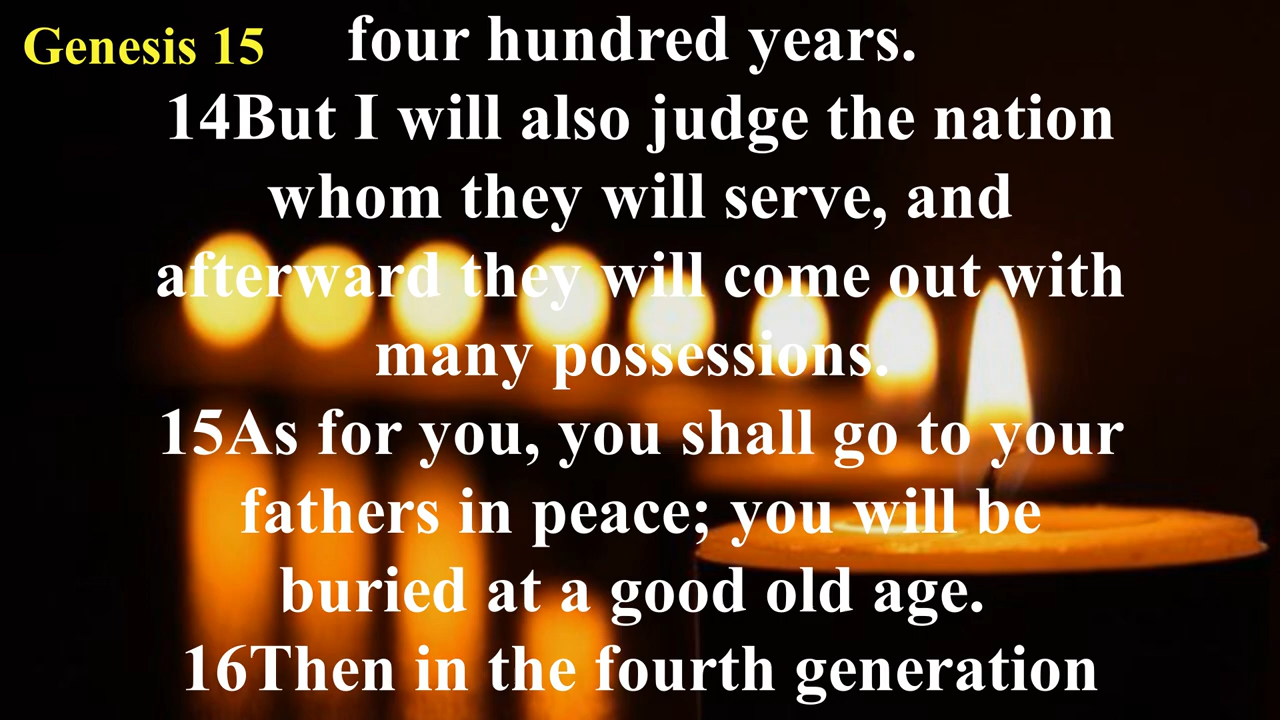 Genesis 15
four hundred years.
14But I will also judge the nation
whom they will serve, and
afterward they will come out with
many possessions.
15As for you, you shall go to your
fathers in peace; you will be
buried at a good old age.
16Then in the fourth generation